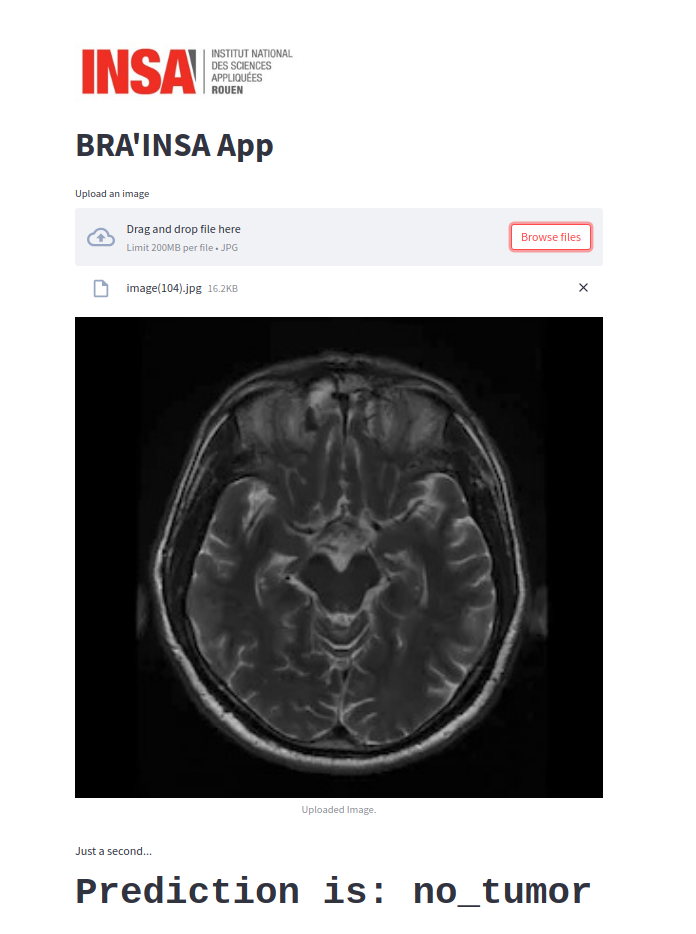 INSA
INSTITUT NATIONAL
DES SCIENCES
APPLIQUÉES
ROUEN
BRA'INSA App
Upload an image
Drag and drop file here
Limit 200MB per file • JPG
Browse files
image(104).jpg 16.2KB
Uploaded Image.
Just a second...
Prediction is: no_tumor